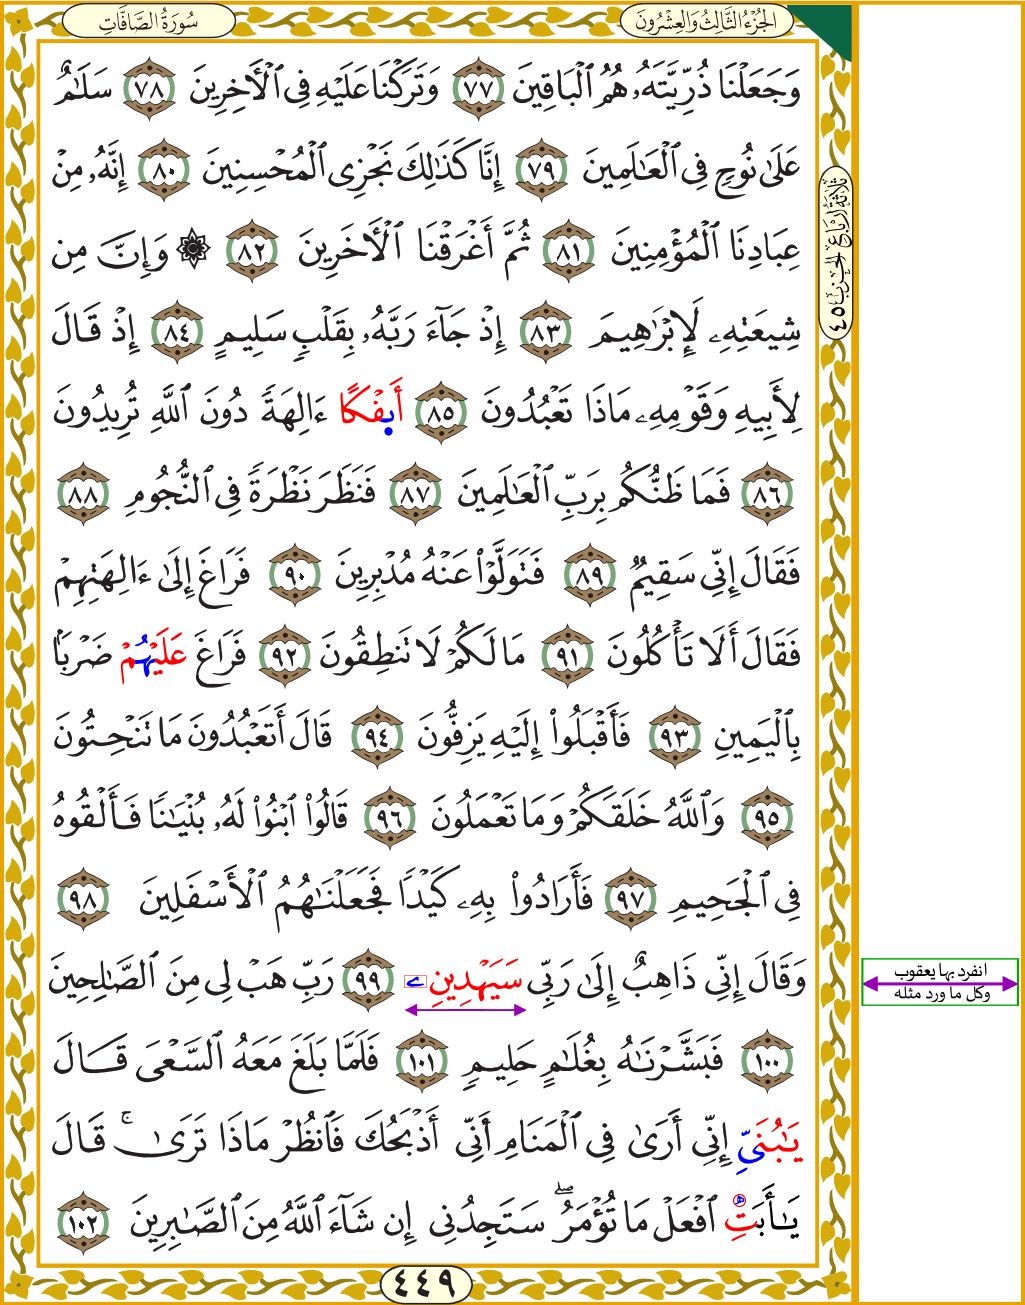 سُورَةُ الصَّافَّاتِ
الجُزْءُ الثَّالِثُ وَالعِشْرُونَ
وَجَعَلْنَا ذُرِّيَّتَهُۥ هُمُ ٱلْبَاقِينَ ٧٧ وَتَرَكْنَا عَلَيْهِ فِي ٱلْأٓخِرِينَ ٧٨ سَلَٰمٌ
عَلَىٰ نُوحٍ فِي ٱلْعَٰلَمِينَ ٧٩ إِنَّا كَذَٰلِكَ نَجْزِي ٱلْمُحْسِنِينَ ٨٠ إِنَّهُۥ مِنْ
عِبَادِنَا ٱلْمُؤْمِنِينَ ٨١ ثُمَّ أَغْرَقْنَا ٱلْأٓخَرِينَ ٨٢ ۞ وَإِنَّ مِن
شِيعَتِهِۦ لَإِبْرَٰهِيمَ ٨٣ إِذْ جَآءَ رَبَّهُۥ بِقَلْبٖ سَلِيمٍ ٨٤ إِذْ قَالَ
لِأَبِيهِ وَقَوْمِهِۦ مَاذَا تَعْبُدُونَ ٨٥ أَىِٕفْكًا ءَالِهَةٗ دُونَ ٱللَّهِ تُرِيدُونَ
٨٦ فَمَا ظَنُّكُم بِرَبِّ ٱلْعَٰلَمِينَ ٨٧ فَنَظَرَ نَظْرَةٗ فِي ٱلنُّجُومِ ٨٨
فَقَالَ إِنِّي سَقِيمٌ ٨٩ فَتَوَلَّوْاْ عَنْهُ مُدْبِرِينَ ٩٠ فَرَاغَ إِلَىٰٓ ءَالِهَتِهِمْ
فَقَالَ أَلَا تَأْكُلُونَ ٩١ مَا لَكُمْ لَا تَنطِقُونَ ٩٢ فَرَاغَ عَلَيْهُمْ ضَرْبَۢا
بِٱلْيَمِينِ ٩٣ فَأَقْبَلُوٓاْ إِلَيْهِ يَزِفُّونَ ٩٤ قَالَ أَتَعْبُدُونَ مَا تَنْحِتُونَ
٩٥ وَٱللَّهُ خَلَقَكُمْ وَمَا تَعْمَلُونَ ٩٦ قَالُواْ ٱبْنُواْ لَهُۥ بُنْيَٰنٗا فَأَلْقُوهُ
فِي ٱلْجَحِيمِ ٩٧ فَأَرَادُواْ بِهِۦ كَيْدٗا فَجَعَلْنَٰهُمُ ٱلْأَسْفَلِينَ ٩٨
وَقَالَ إِنِّي ذَاهِبٌ إِلَىٰ رَبِّي سَيَهْدِينِۦ ٩٩ رَبِّ هَبْ لِي مِنَ ٱلصَّٰلِحِينَ
١٠٠ فَبَشَّرْنَٰهُ بِغُلَٰمٍ حَلِيمٖ ١٠١ فَلَمَّا بَلَغَ مَعَهُ ٱلسَّعْيَ قَالَ
يَٰبُنَيِّ إِنِّي أَرَىٰ فِي ٱلْمَنَامِ أَنِّي أَذْبَحُكَ فَٱنظُرْ مَاذَا تَرَىٰۚ قَالَ
يَٰٓأَبَتِ ٱفْعَلْ مَا تُؤْمَرُۖ سَتَجِدُنِي إِن شَآءَ ٱللَّهُ مِنَ ٱلصَّٰبِرِينَ ١٠٢
٤٤٩
ثَلَاثَةُ أَرْبَاعِ الحِزْبِ ٤٥
انفرد بها يعقوب
وكل ما ورد مثله